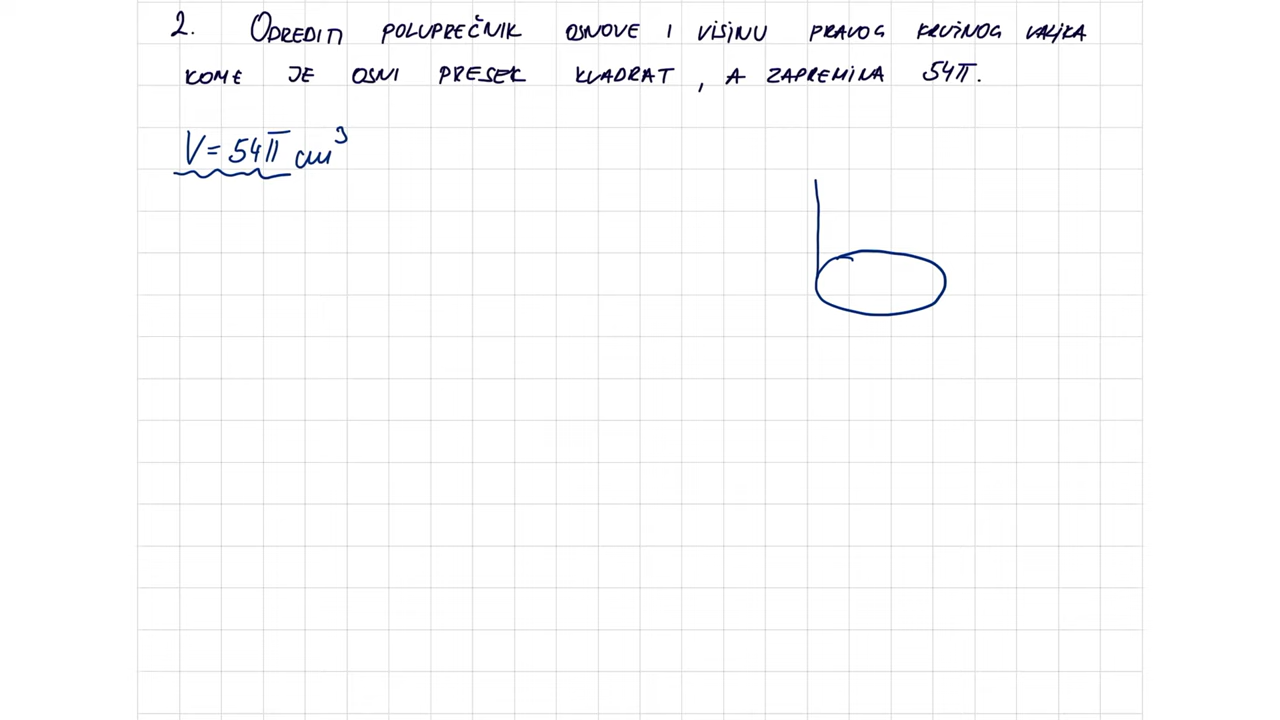 2. ODREDITI POLUPREČNIK OSNOVE I VISINU PRAVOG KRUŽNOG VALJKA
KOME JE OSNI PRESEK KVADRAT, A ZAPREMINA 54π.
V = 54π cm³